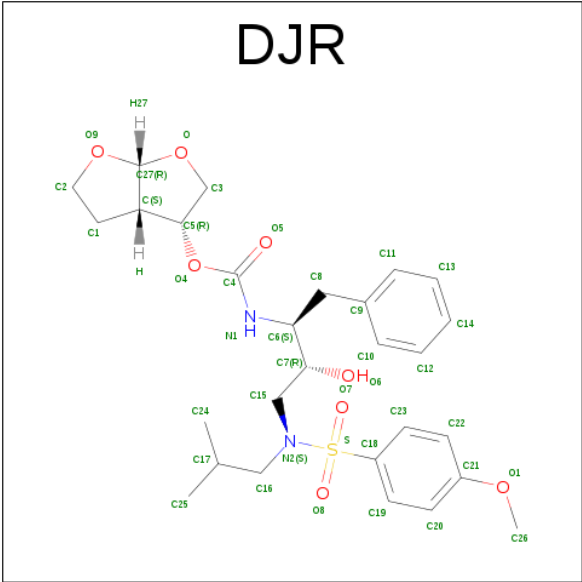 DJR
H27
H
O9
O
C27(R)
C2
C3
C(S)
C1
C5(R)
H
H
O5
O
O4
O
C4
C8
C11
C13
C9
C14
N
H
N1
C6(S)
C10
C12
C7(R)
OH
O6
O7
C15
O
C23
C24
C22
N
S
S
C18
N2(S)
C17
C21
O1
O
C16
O
O8
C25
C19
C20
C26